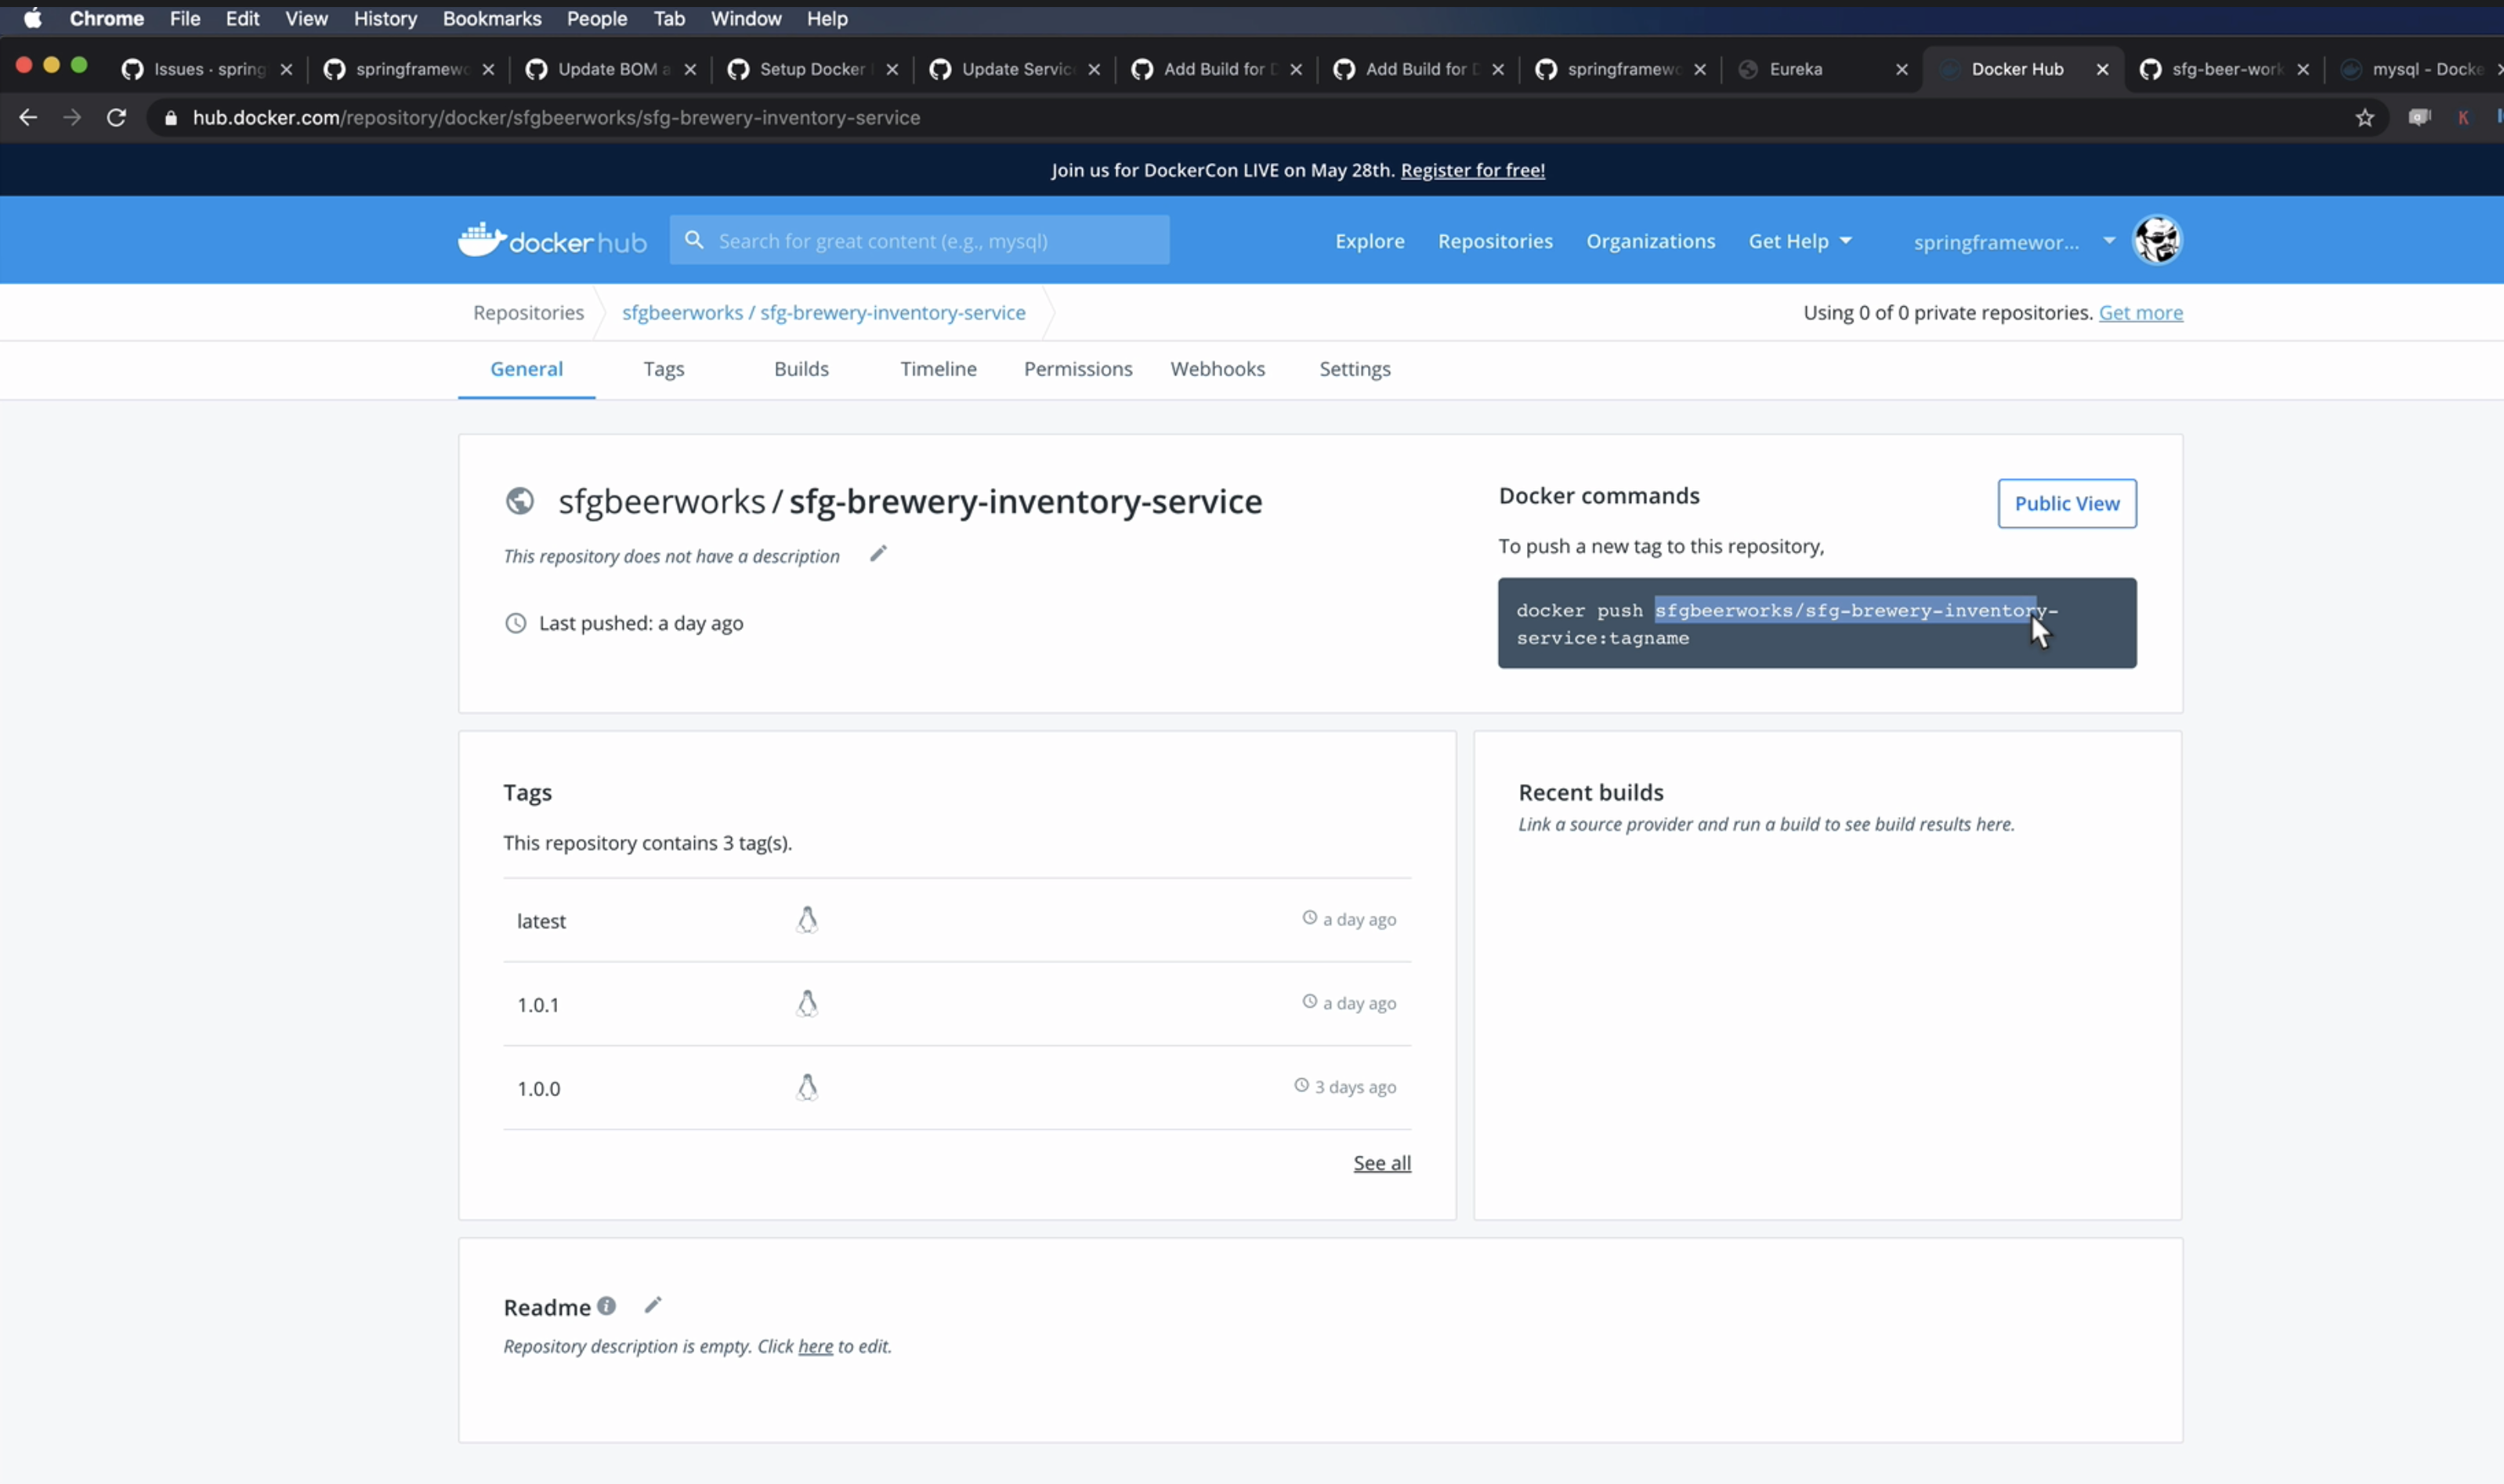 Chrome File Edit View History Bookmarks People Tab Window Help
Issues · spring springframewo Update BOM a Setup Docker Update Servic Add Build for D Add Build for D springframewo Eureka Docker Hub sfg-beer-work mysql - Docke
hub.docker.com/repository/docker/sfgbeerworks/sfg-brewery-inventory-service
K
Join us for DockerCon LIVE on May 28th. Register for free!
dockerhub Search for great content (e.g., mysql) Explore Repositories Organizations Get Help springframewor...
Repositories sfgbeerworks / sfg-brewery-inventory-service Using 0 of 0 private repositories. Get more
General Tags Builds Timeline Permissions Webhooks Settings
sfgbeerworks / sfg-brewery-inventory-service
This repository does not have a description
Last pushed: a day ago
Docker commands
Public View
To push a new tag to this repository,
docker push sfgbeerworks/sfg-brewery-inventory-
service:tagname
Tags
This repository contains 3 tag(s).
latest a day ago
1.0.1 a day ago
1.0.0 3 days ago
See all
Recent builds
Link a source provider and run a build to see build results here.
Readme
Repository description is empty. Click here to edit.